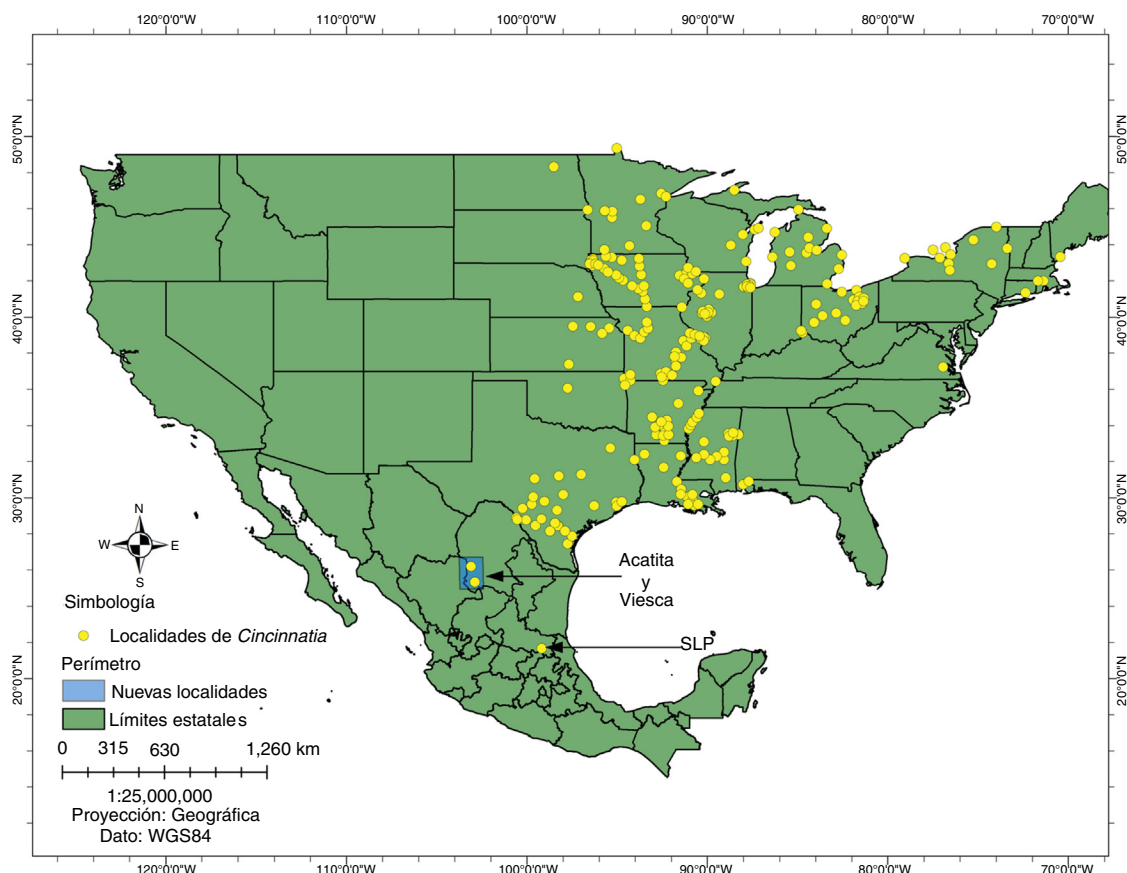 120°0'0"W 110°0'0"W 100°0'0"W 90°0'0"W 80°0'0"W 70°0'0"W
50°0'0"N 50°0'0"N
40°0'0"N 40°0'0"N
30°0'0"N 30°0'0"N
20°0'0"N 20°0'0"N
N
W E
S
Acatita
y
Viesca
SLP
Simbología
Localidades de Cincinnatia
Perímetro
Nuevas localidades
Límites estatales
0 315 630 1,260 km
1:25,000,000
Proyección: Geográfica
Dato: WGS84
120°0'0"W 110°0'0"W 100°0'0"W 90°0'0"W 80°0'0"W 70°0'0"W